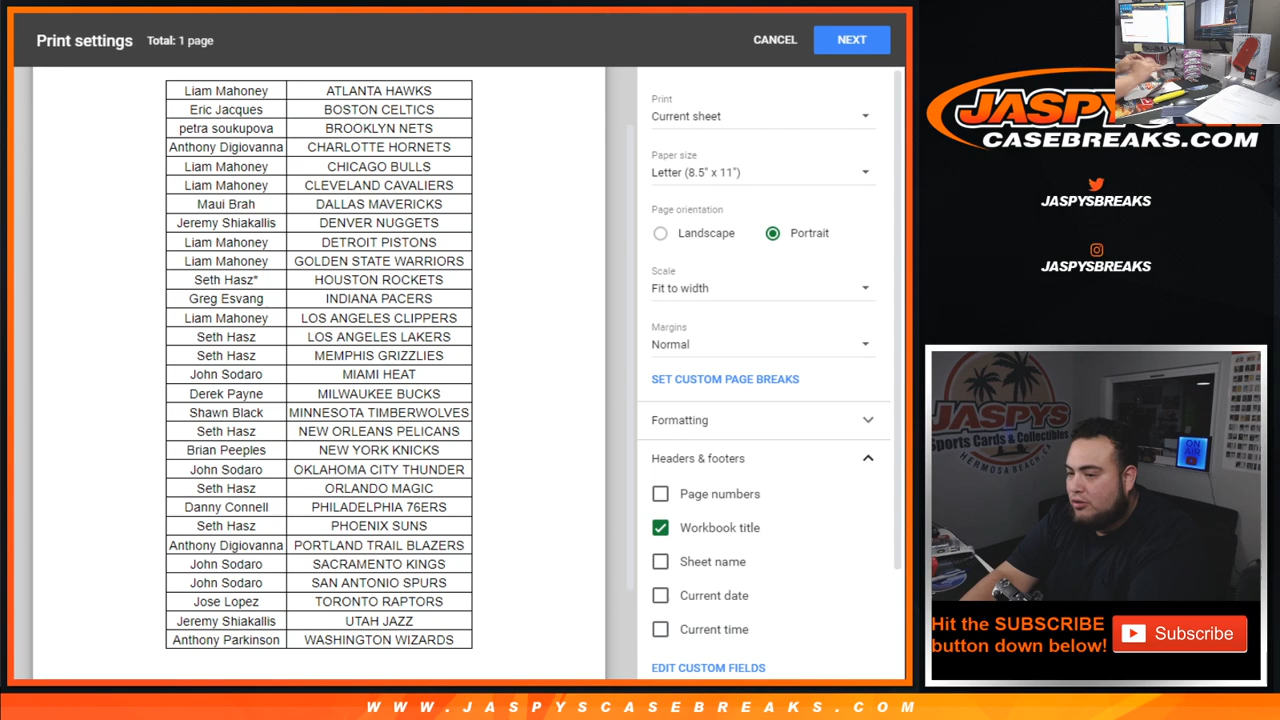 Print settings Total: 1 page CANCEL NEXT
Liam Mahoney ATLANTA HAWKS
Eric Jacques BOSTON CELTICS
petra soukupova BROOKLYN NETS
Anthony Digiovanna CHARLOTTE HORNETS
Liam Mahoney CHICAGO BULLS
Liam Mahoney CLEVELAND CAVALIERS
Maui Brah DALLAS MAVERICKS
Jeremy Shiakallis DENVER NUGGETS
Liam Mahoney DETROIT PISTONS
Liam Mahoney GOLDEN STATE WARRIORS
Seth Hasz* HOUSTON ROCKETS
Greg Esvang INDIANA PACERS
Liam Mahoney LOS ANGELES CLIPPERS
Seth Hasz LOS ANGELES LAKERS
Seth Hasz MEMPHIS GRIZZLIES
John Sodaro MIAMI HEAT
Derek Payne MILWAUKEE BUCKS
Shawn Black MINNESOTA TIMBERWOLVES
Seth Hasz NEW ORLEANS PELICANS
Brian Peeples NEW YORK KNICKS
John Sodaro OKLAHOMA CITY THUNDER
Seth Hasz ORLANDO MAGIC
Danny Connell PHILADELPHIA 76ERS
Seth Hasz PHOENIX SUNS
Anthony Digiovanna PORTLAND TRAIL BLAZERS
John Sodaro SACRAMENTO KINGS
John Sodaro SAN ANTONIO SPURS
Jose Lopez TORONTO RAPTORS
Jeremy Shiakallis UTAH JAZZ
Anthony Parkinson WASHINGTON WIZARDS
Print
Current sheet
Paper size
Letter (8.5" x 11")
Page orientation
Landscape Portrait
Scale
Fit to width
Margins
Normal
SET CUSTOM PAGE BREAKS
Formatting
Headers & footers
Page numbers
Workbook title
Sheet name
Current date
Current time
EDIT CUSTOM FIELDS
CASEBREAKS.COM
JASPYSBREAKS
JASPYSBREAKS
JASPYS
Sports Cards & Collectibles
HERMOSA BEACH, CA
ON AIR
Hit the SUBSCRIBE
button down below!
Subscribe
WWW.JASPYSCASEBREAKS.COM